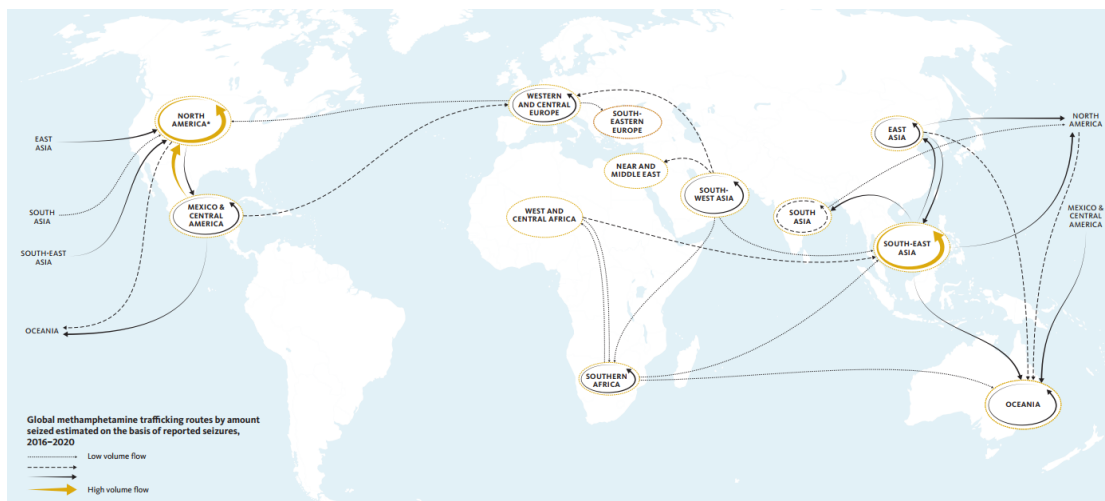 NORTH
AMERICA*
EAST
ASIA
SOUTH
ASIA
MEXICO &
CENTRAL
AMERICA
SOUTH-EAST
ASIA
OCEANIA
WESTERN
AND CENTRAL
EUROPE
SOUTH-
EASTERN
EUROPE
NEAR AND
MIDDLE EAST
SOUTH-
WEST ASIA
WEST AND
CENTRAL AFRICA
SOUTHERN
AFRICA
EAST
ASIA
SOUTH
ASIA
SOUTH-EAST
ASIA
NORTH
AMERICA
MEXICO &
CENTRAL
AMERICA
OCEANIA
Global methamphetamine trafficking routes by amount
seized estimated on the basis of reported seizures,
2016–2020
Low volume flow
High volume flow